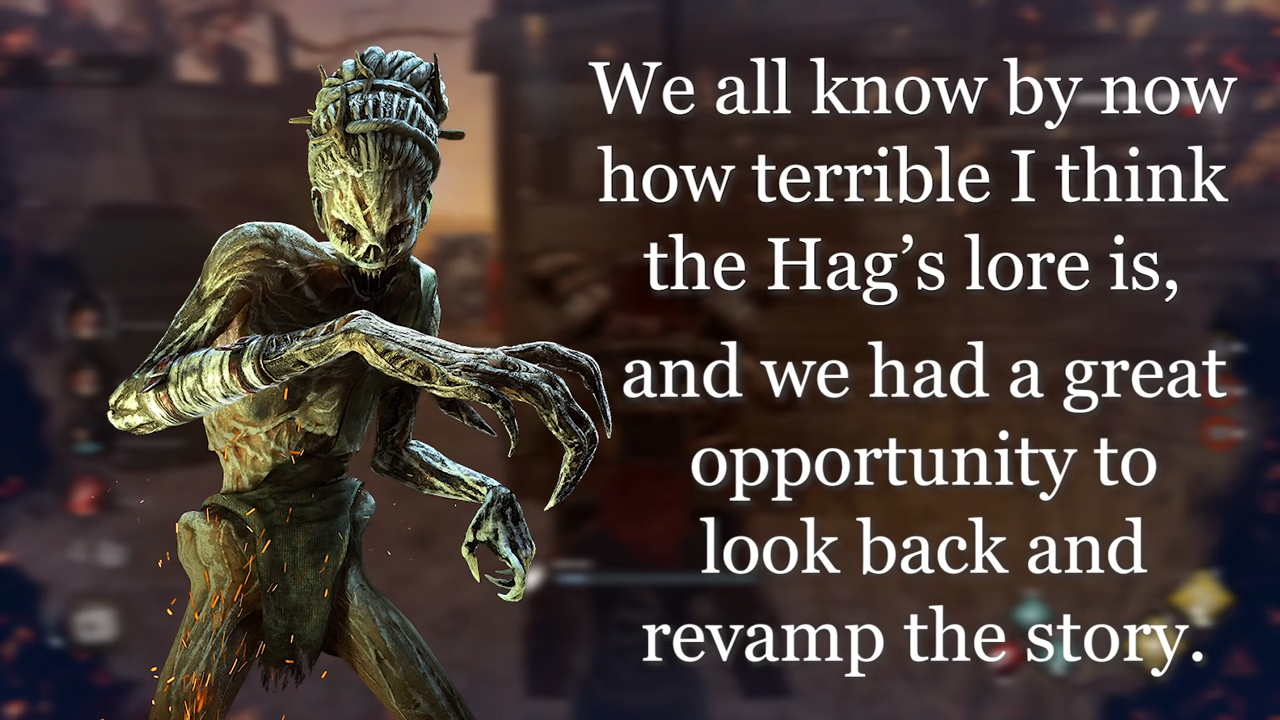 We all know by now
how terrible I think
the Hag’s lore is,
and we had a great
opportunity to
look back and
revamp the story.